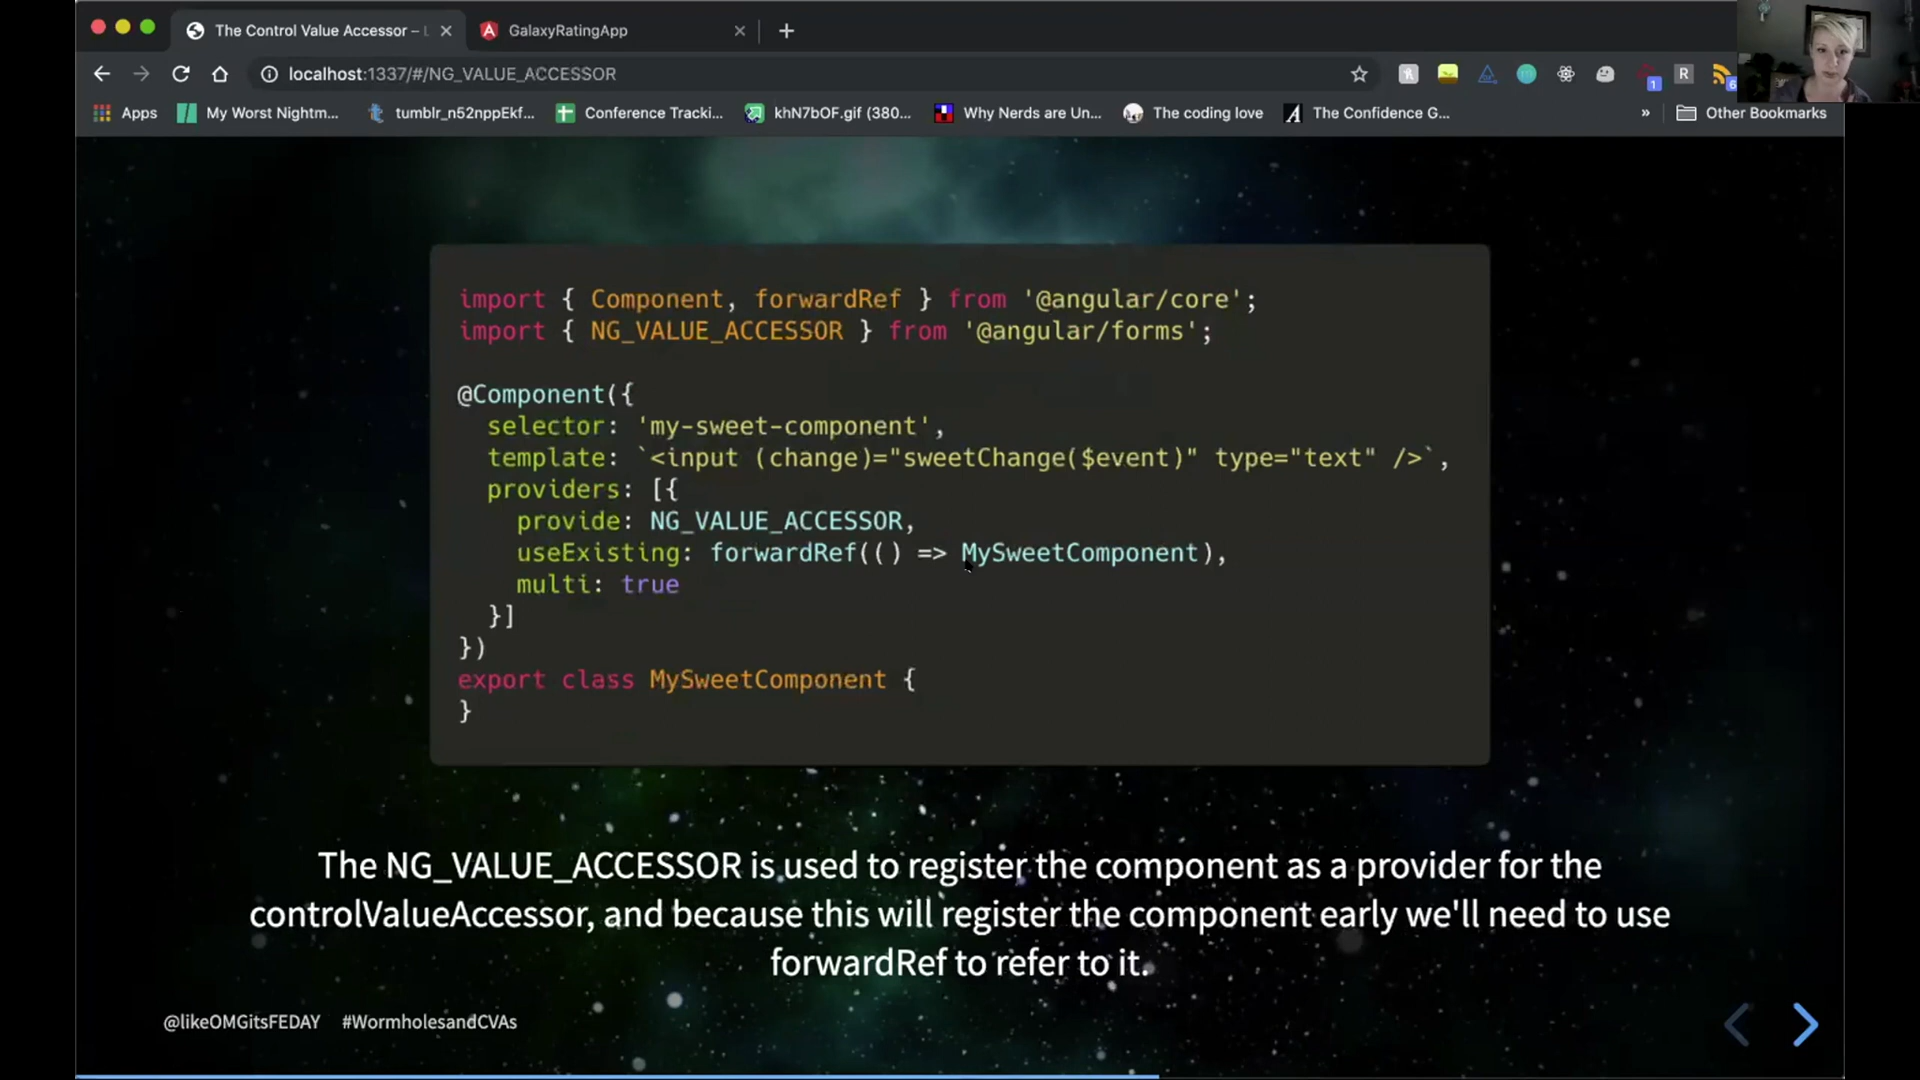 The Control Value Accessor –
GalaxyRatingApp
localhost:1337/#/NG_VALUE_ACCESSOR
Apps
My Worst Nightm...
tumblr_n52nppEkf...
Conference Tracki...
khN7bOF.gif (380...
Why Nerds are Un...
The coding love
The Confidence G...
»
Other Bookmarks
R
1
6
import { Component, forwardRef } from '@angular/core';
import { NG_VALUE_ACCESSOR } from '@angular/forms';
@Component({
selector: 'my-sweet-component',
template: `<input (change)="sweetChange($event)" type="text" />`,
providers: [{
provide: NG_VALUE_ACCESSOR,
useExisting: forwardRef(() => MySweetComponent),
multi: true
}]
})
export class MySweetComponent {
}
The NG_VALUE_ACCESSOR is used to register the component as a provider for the
controlValueAccessor, and because this will register the component early we'll need to use
forwardRef to refer to it.
@likeOMGitsFEDAY #WormholesandCVAs